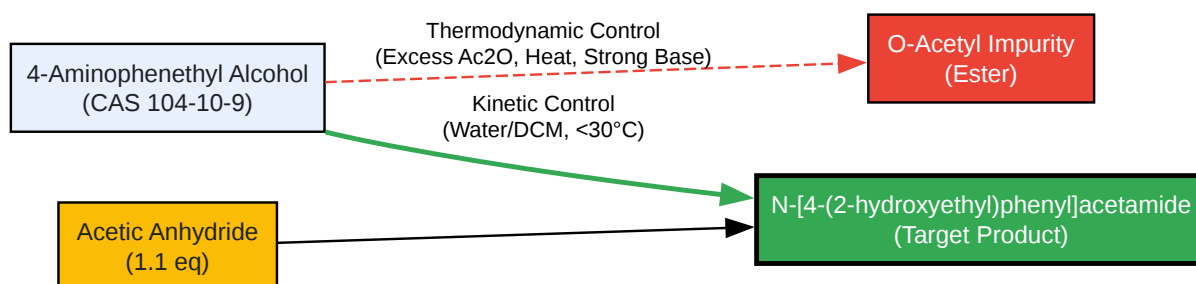 4-Aminophenethyl Alcohol
(CAS 104-10-9)
Thermodynamic Control
(Excess Ac2O, Heat, Strong Base)
O-Acetyl Impurity
(Ester)
Kinetic Control
(Water/DCM, <30°C)
Acetic Anhydride
(1.1 eq)
N-[4-(2-hydroxyethyl)phenyl]acetamide
(Target Product)